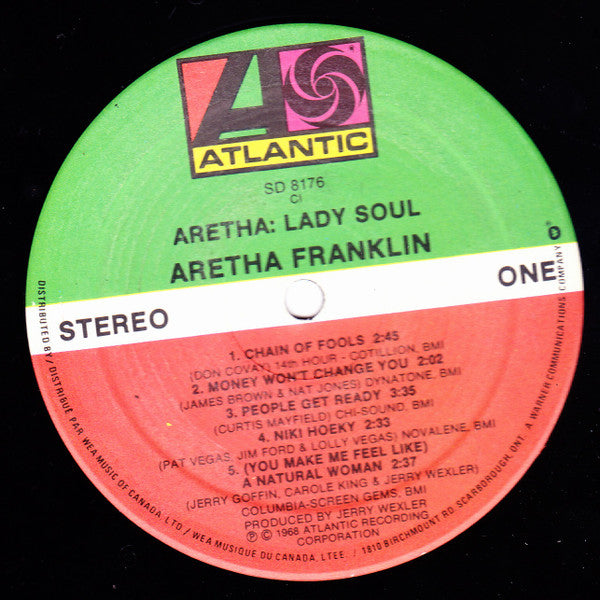 ATLANTIC
SD 8176
CI
ARETHA: LADY SOUL
ARETHA FRANKLIN
STEREO
ONE
1. CHAIN OF FOOLS 2:45
(DON COVAY) 14th HOUR - COTILLION, BMI
2. MONEY WON'T CHANGE YOU 2:02
(JAMES BROWN & NAT JONES) DYNATONE, BMI
3. PEOPLE GET READY 3:35
(CURTIS MAYFIELD) CHI-SOUND, BMI
4. NIKI HOEKY 2:33
(PAT VEGAS, JIM FORD & LOLLY VEGAS) NOVALENE, BMI
5. (YOU MAKE ME FEEL LIKE)
A NATURAL WOMAN 2:37
(JERRY GOFFIN, CAROLE KING & JERRY WEXLER)
COLUMBIA-SCREEN GEMS, BMI
PRODUCED BY JERRY WEXLER
℗ © 1968 ATLANTIC RECORDING
CORPORATION
DISTRIBUTED BY / DISTRIBUÉ PAR WEA MUSIC OF CANADA, LTD / WEA MUSIQUE DU CANADA, LTEE. / 1810 BIRCHMOUNT RD. SCARBOROUGH, ONT. A WARNER COMMUNICATIONS COMPANY